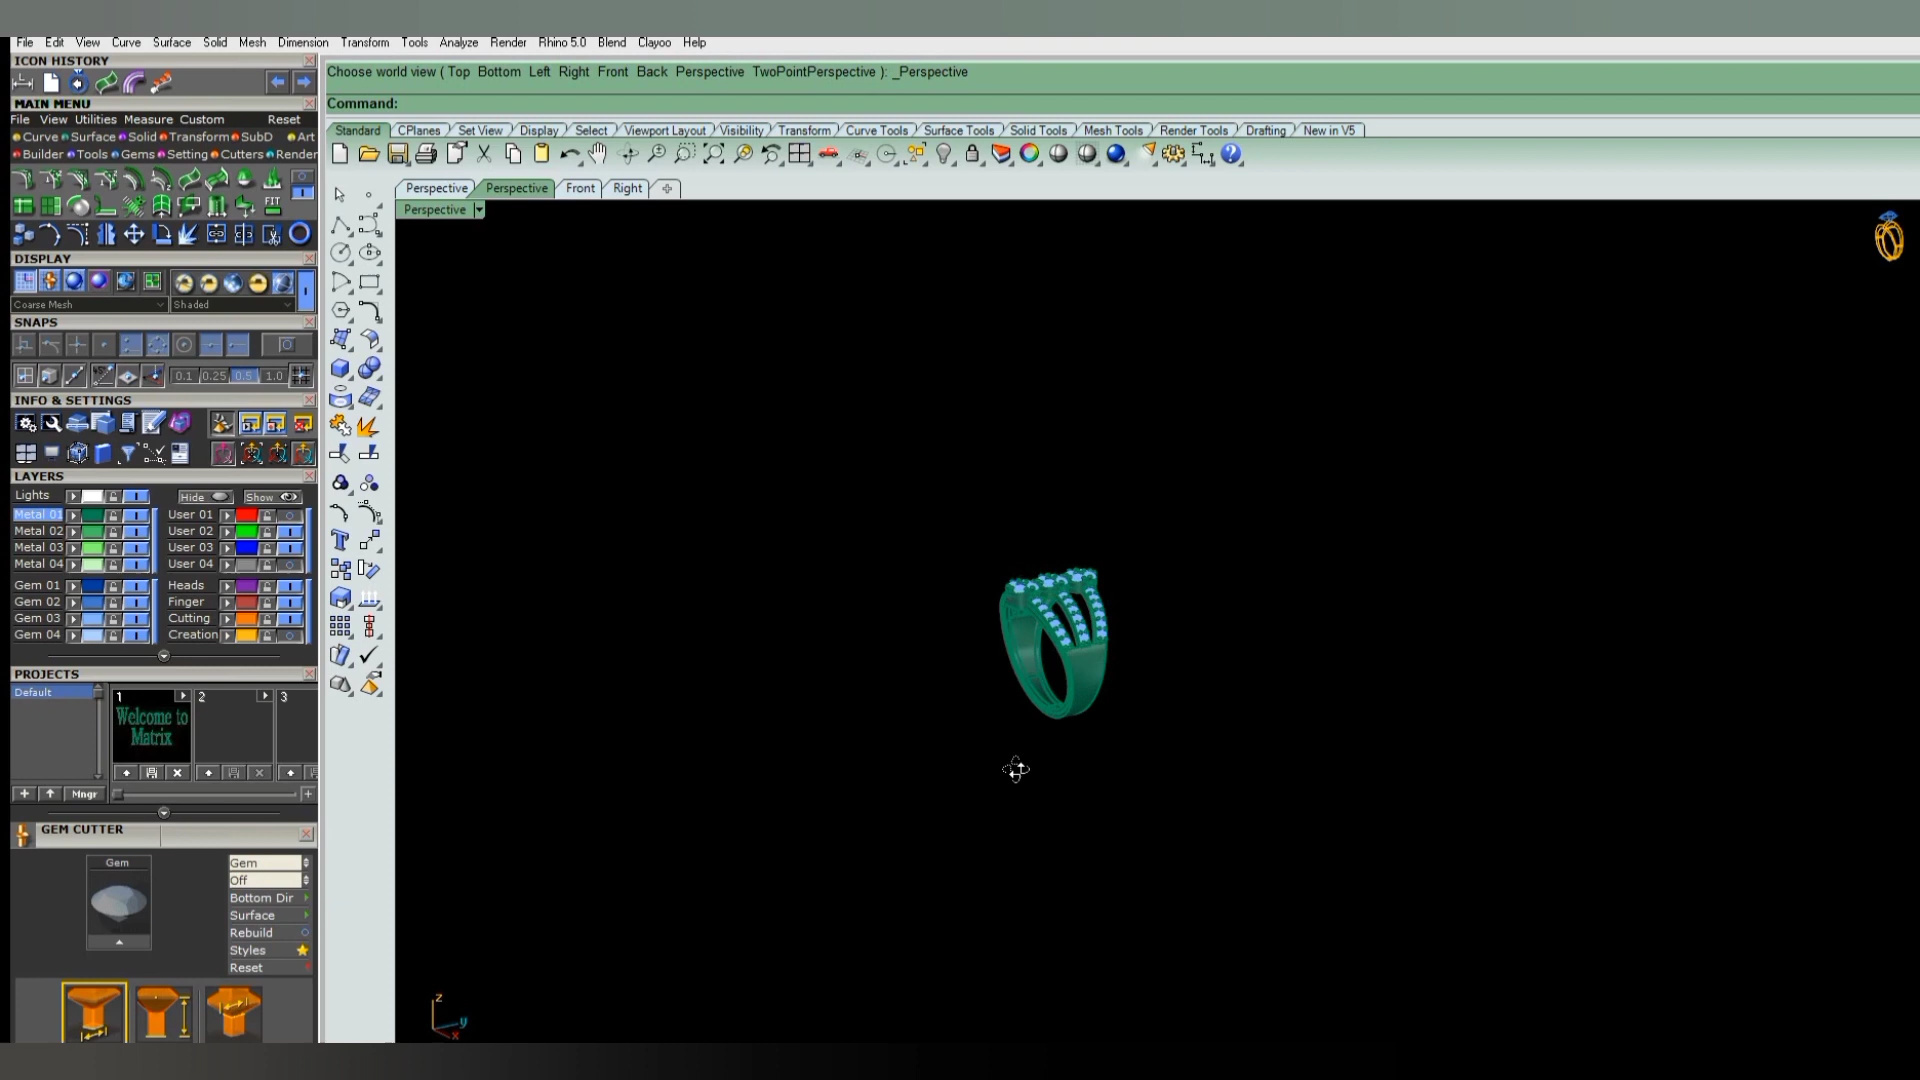 File Edit View Curve Surface Solid Mesh Dimension Transform Tools Analyze Render Rhino 5.0 Blend Clayoo Help
ICON HISTORY
MAIN MENU
File View Utilities Measure Custom Reset
Curve Surface Solid Transform SubD Art
Builder Tools Gems Setting Cutters Render
FIT
DISPLAY
Coarse Mesh Shaded
SNAPS
0.1 0.25 0.5 1.0
INFO & SETTINGS
LAYERS
Lights Hide Show
Metal 01 User 01
Metal 02 User 02
Metal 03 User 03
Metal 04 User 04
Gem 01 Heads
Gem 02 Finger
Gem 03 Cutting
Gem 04 Creation
PROJECTS
Default 1 2 3
Welcome to
Matrix
Mngr
GEM CUTTER
Gem Gem
Off
Bottom Dir
Surface
Rebuild
Styles
Reset
Choose world view ( Top Bottom Left Right Front Back Perspective TwoPointPerspective ): _Perspective
Command:
Standard CPlanes Set View Display Select Viewport Layout Visibility Transform Curve Tools Surface Tools Solid Tools Mesh Tools Render Tools Drafting New in V5
Perspective Perspective Front Right
Perspective
z
y
x